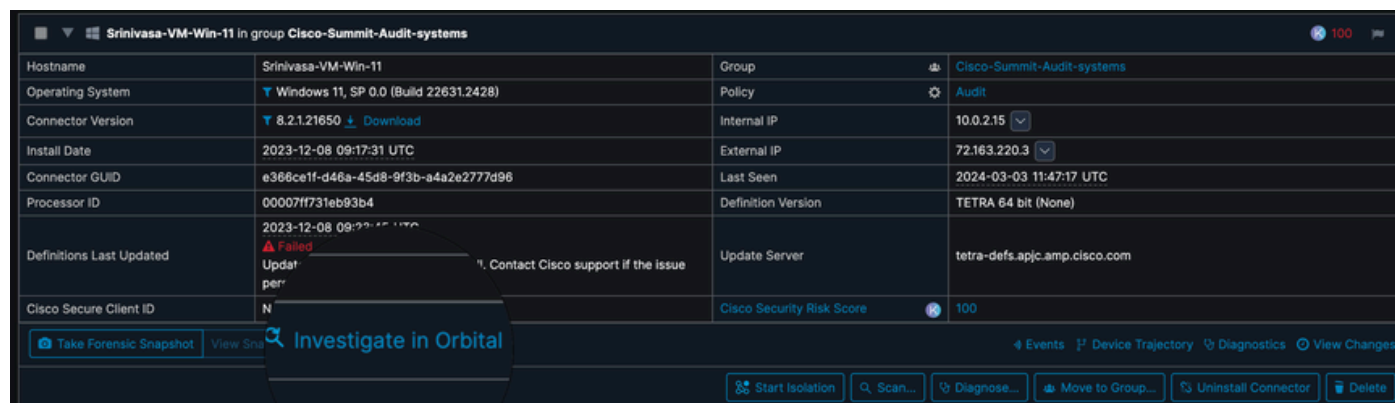 Srinivasa-VM-Win-11 in group Cisco-Summit-Audit-systems
100
Hostname
Srinivasa-VM-Win-11
Group
Cisco-Summit-Audit-systems
Operating System
Windows 11, SP 0.0 (Build 22631.2428)
Policy
Audit
Connector Version
8.2.1.21650 Download
Internal IP
10.0.2.15
Install Date
2023-12-08 09:17:31 UTC
External IP
72.163.220.3
Connector GUID
e366ce1f-d46a-45d8-9f3b-a4a2e2777d96
Last Seen
2024-03-03 11:47:17 UTC
Processor ID
00007ff731eb93b4
Definition Version
TETRA 64 bit (None)
Definitions Last Updated
2023-12-08
Failed
Contact Cisco support if the issue
Update Server
tetra-defs.apjc.amp.cisco.com
Cisco Secure Client ID
Cisco Security Risk Score
100
Take Forensic Snapshot
View
Investigate in Orbital
Events
Device Trajectory
Diagnostics
View Changes
Start Isolation
Scan...
Diagnose...
Move to Group...
Uninstall Connector
Delete